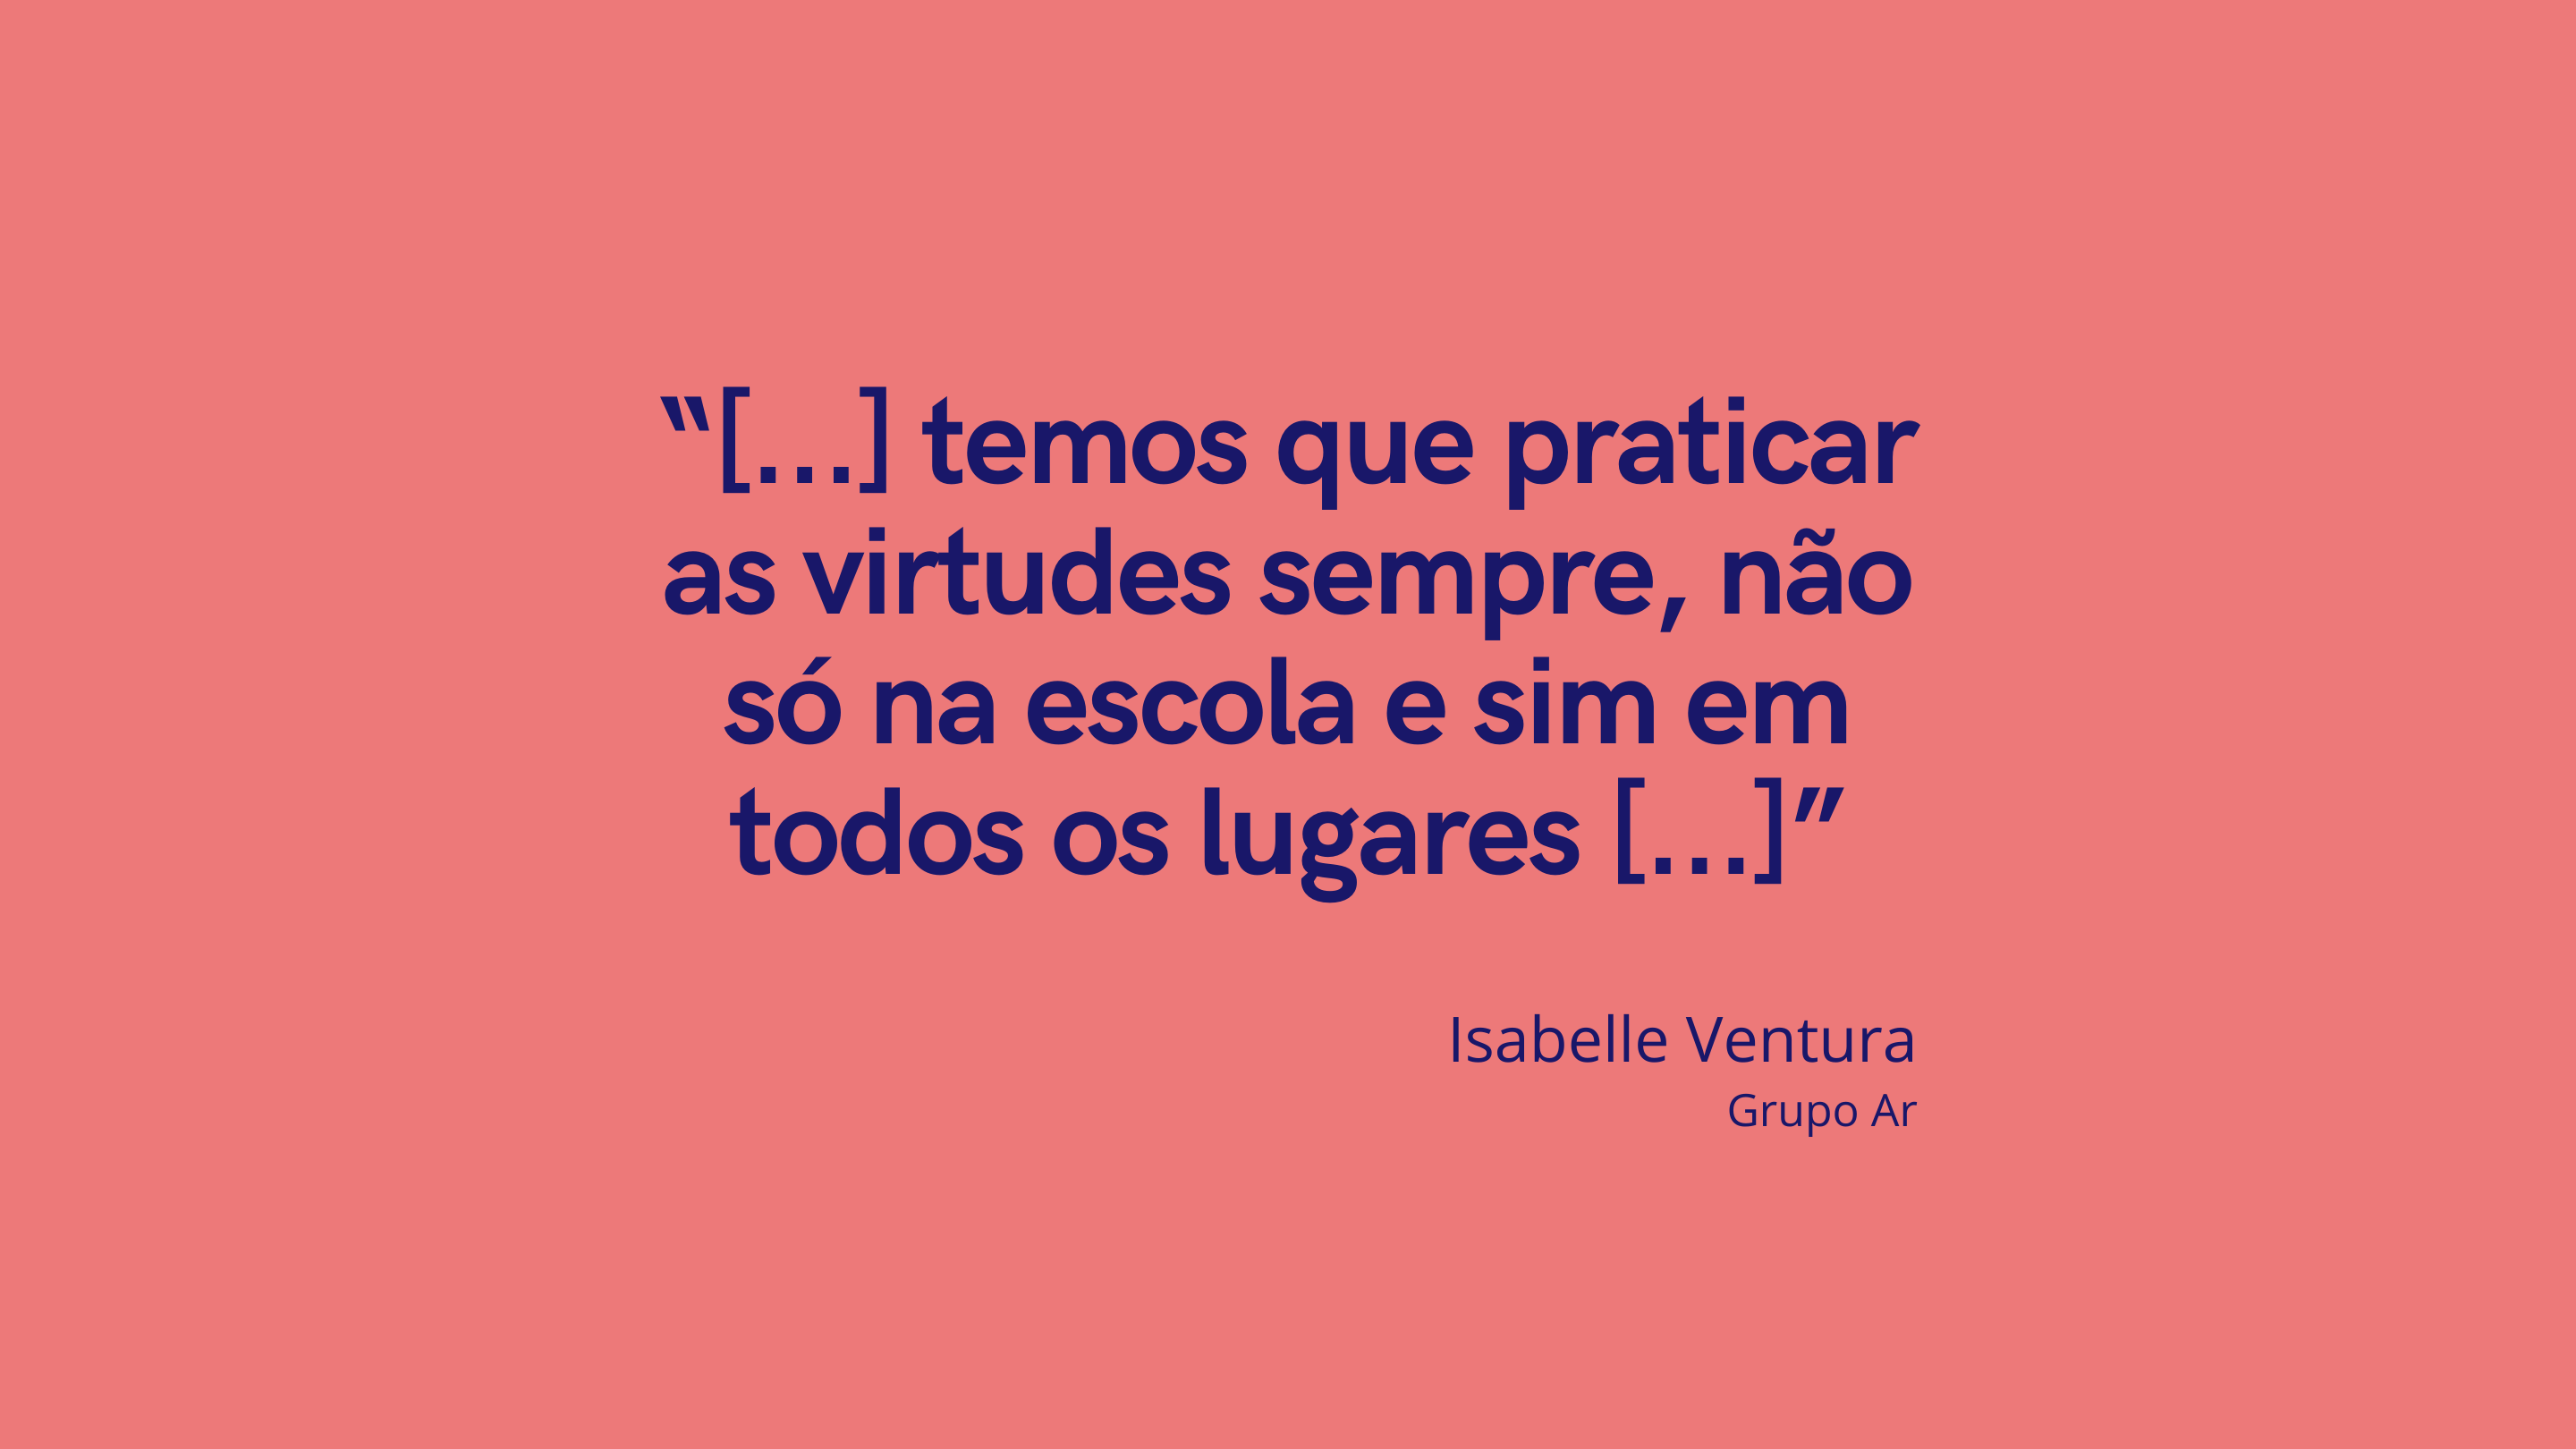 “[...] temos que praticar
as virtudes sempre, não
só na escola e sim em
todos os lugares [...]”
Isabelle Ventura
Grupo Ar